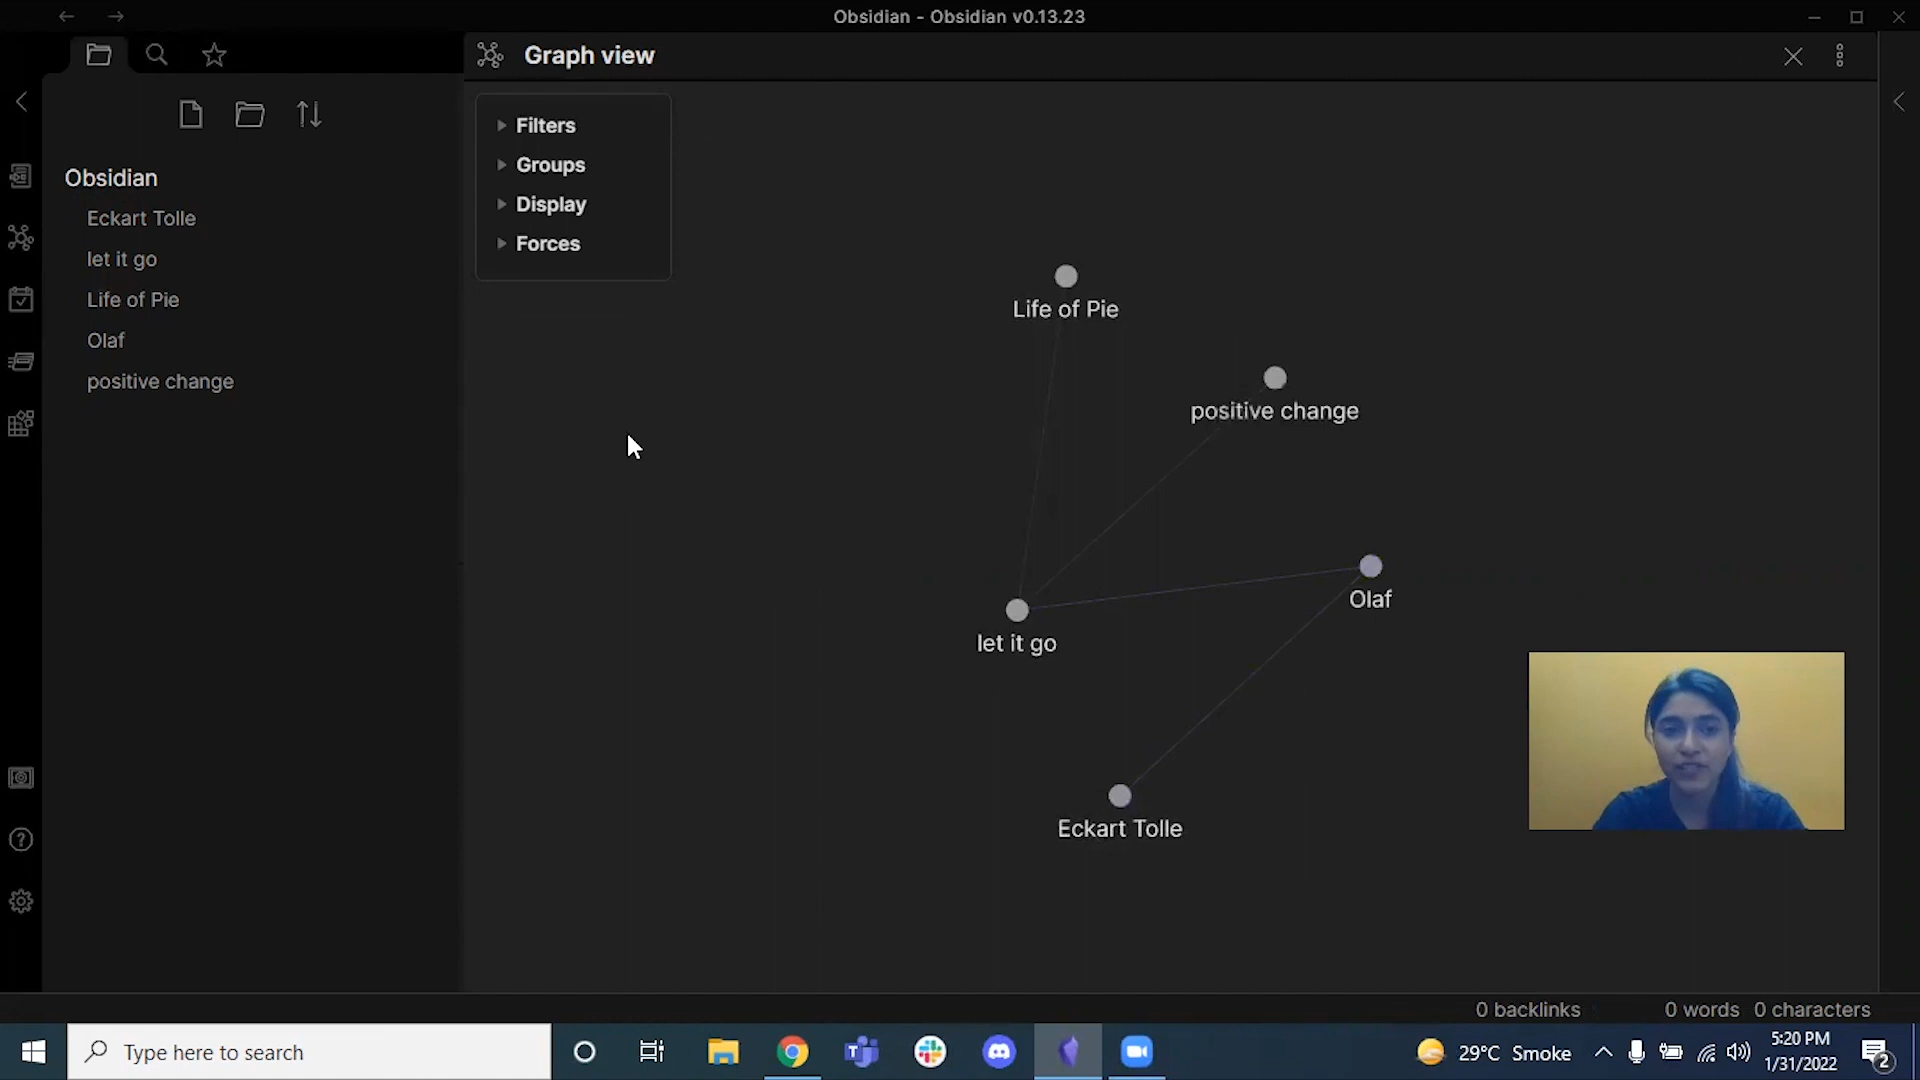 Obsidian - Obsidian v0.13.23
Graph view
Filters
Groups
Display
Forces
Obsidian
Eckart Tolle
let it go
Life of Pie
Olaf
positive change
Life of Pie
positive change
Olaf
let it go
Eckart Tolle
0 backlinks 0 words 0 characters
Type here to search
29°C Smoke
5:20 PM
1/31/2022
2